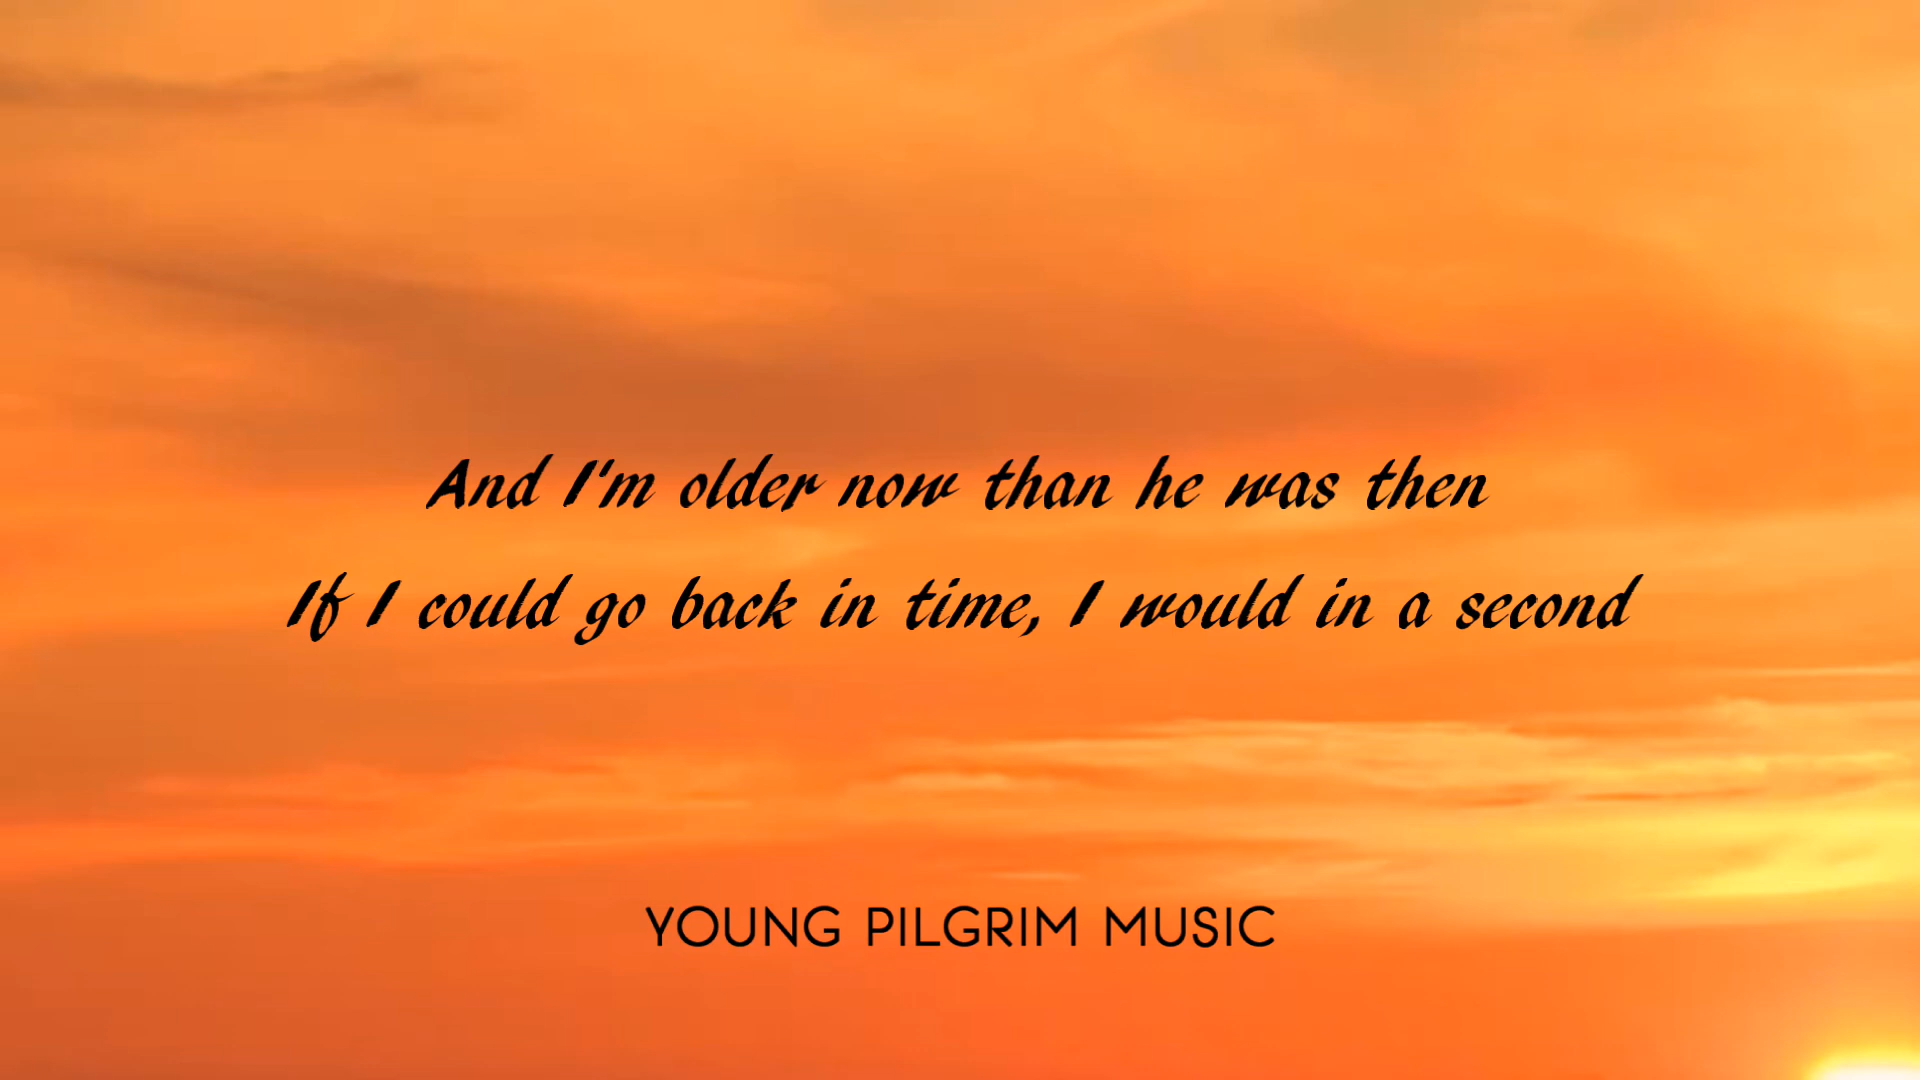 And I'm older now than he was then
If I could go back in time, I would in a second
YOUNG PILGRIM MUSIC